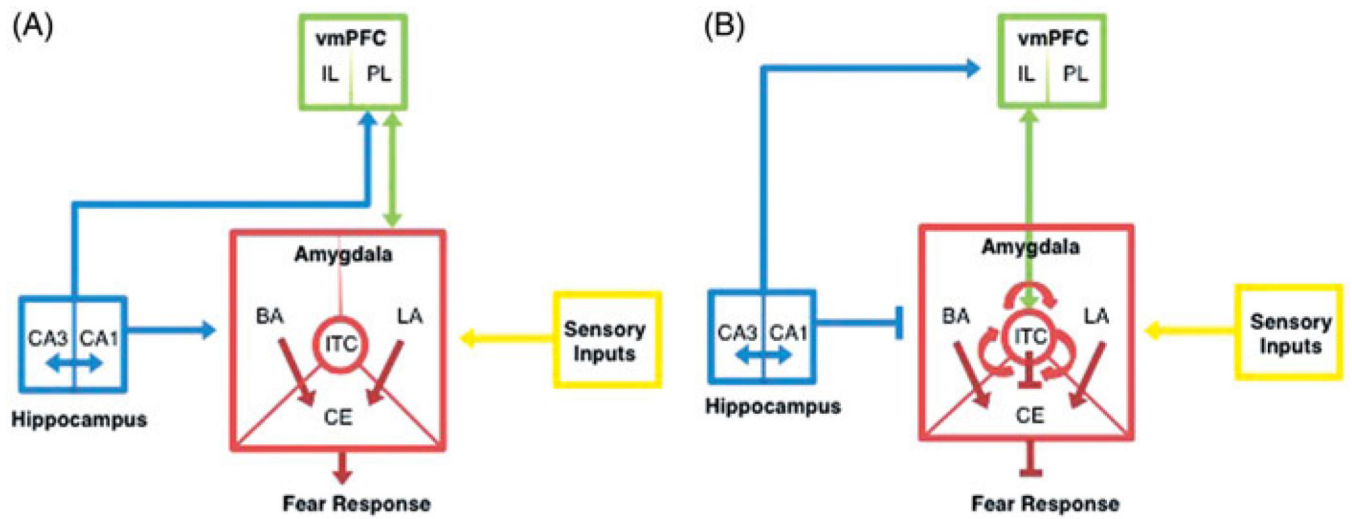 (A)
vmPFC
IL PL
Amygdala
BA LA
ITC
CA3 CA1
CE
Hippocampus
Sensory
Inputs
Fear Response
(B)
vmPFC
IL PL
Amygdala
BA LA
ITC
CA3 CA1
CE
Hippocampus
Sensory
Inputs
Fear Response